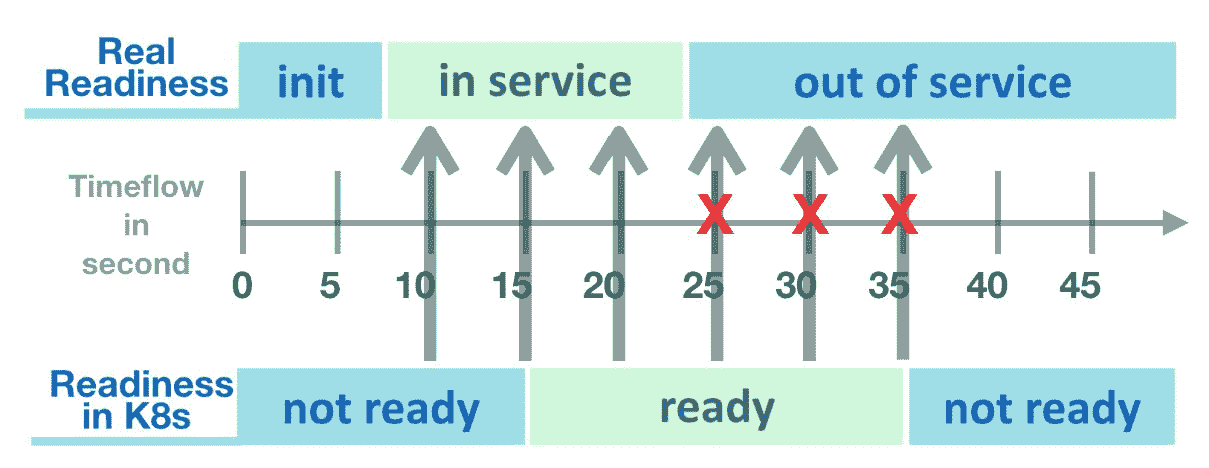 Real
Readiness
init
in service
out of service
Timeflow
in
second
X X X
0 5 10 15 20 25 30 35 40 45
Readiness
in K8s
not ready
ready
not ready